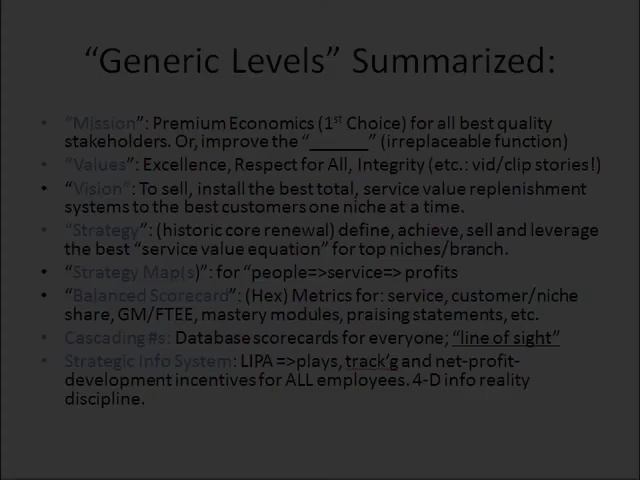 “Generic Levels” Summarized:
• “Mission”: Premium Economics (1st Choice) for all best quality
stakeholders. Or, improve the “______” (irreplaceable function)
• “Values”: Excellence, Respect for All, Integrity (etc.: vid/clip stories!)
• “Vision”: To sell, install the best total, service value replenishment
systems to the best customers one niche at a time.
• “Strategy”: (historic core renewal) define, achieve, sell and leverage
the best “service value equation” for top niches/branch.
• “Strategy Map(s)”: for “people=>service=> profits
• “Balanced Scorecard”: (Hex) Metrics for: service, customer/niche
share, GM/FTEE, mastery modules, praising statements, etc.
• Cascading #s: Database scorecards for everyone; “line of sight”
• Strategic Info System: LIPA =>plays, track’g and net-profit-
development incentives for ALL employees. 4-D info reality
discipline.